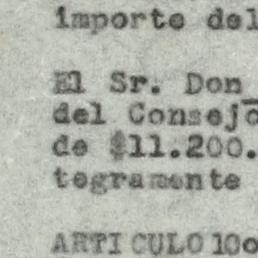 importe del
El Sr. Don
del Consejo
de $11.200.
tegramente
ARTICULO 10o